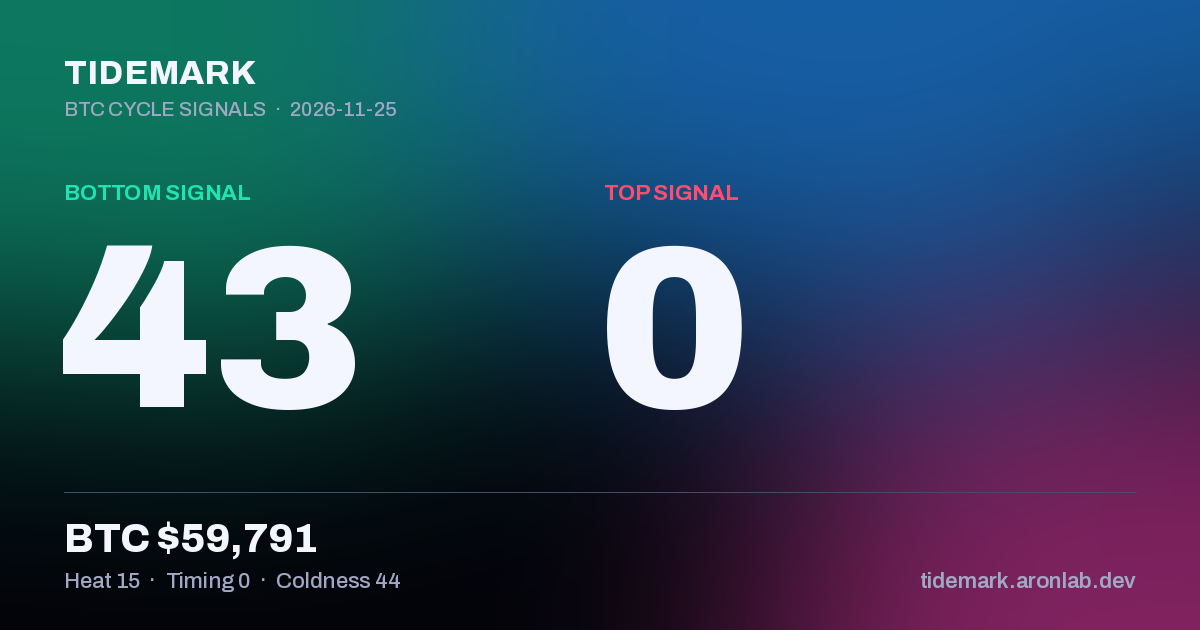 TIDEMARK
BTC CYCLE SIGNALS · 2026-11-25
BOTTOM SIGNAL
TOP SIGNAL
43
0
BTC $59,791
Heat 15 · Timing 0 · Coldness 44
tidemark.aronlab.dev